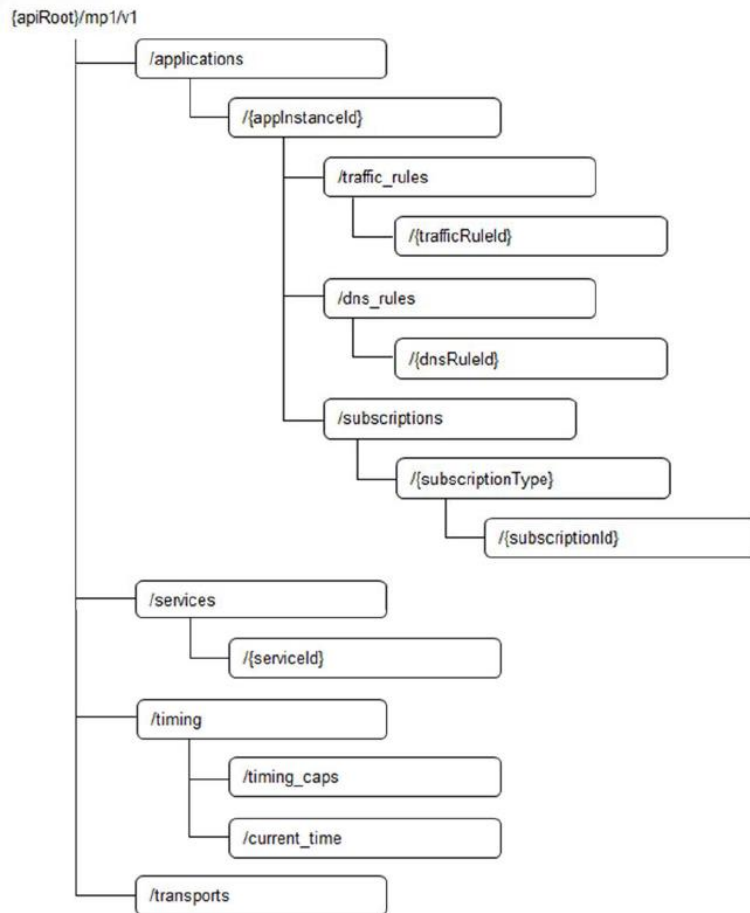 {apiRoot}/mp1/v1
/applications
/{appInstanceId}
/traffic_rules
/{trafficRuleId}
/dns_rules
/{dnsRuleId}
/subscriptions
/{subscriptionType}
/{subscriptionId}
/services
/{serviceId}
/timing
/timing_caps
/current_time
/transports